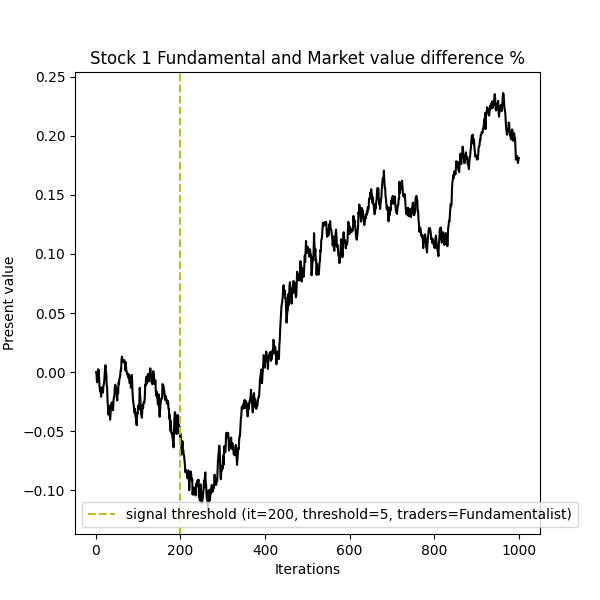 Stock 1 Fundamental and Market value difference %
0.25
0.20
0.15
0.10
0.05
0.00
−0.05
−0.10
Present value
signal threshold (it=200, threshold=5, traders=Fundamentalist)
0 200 400 600 800 1000
Iterations